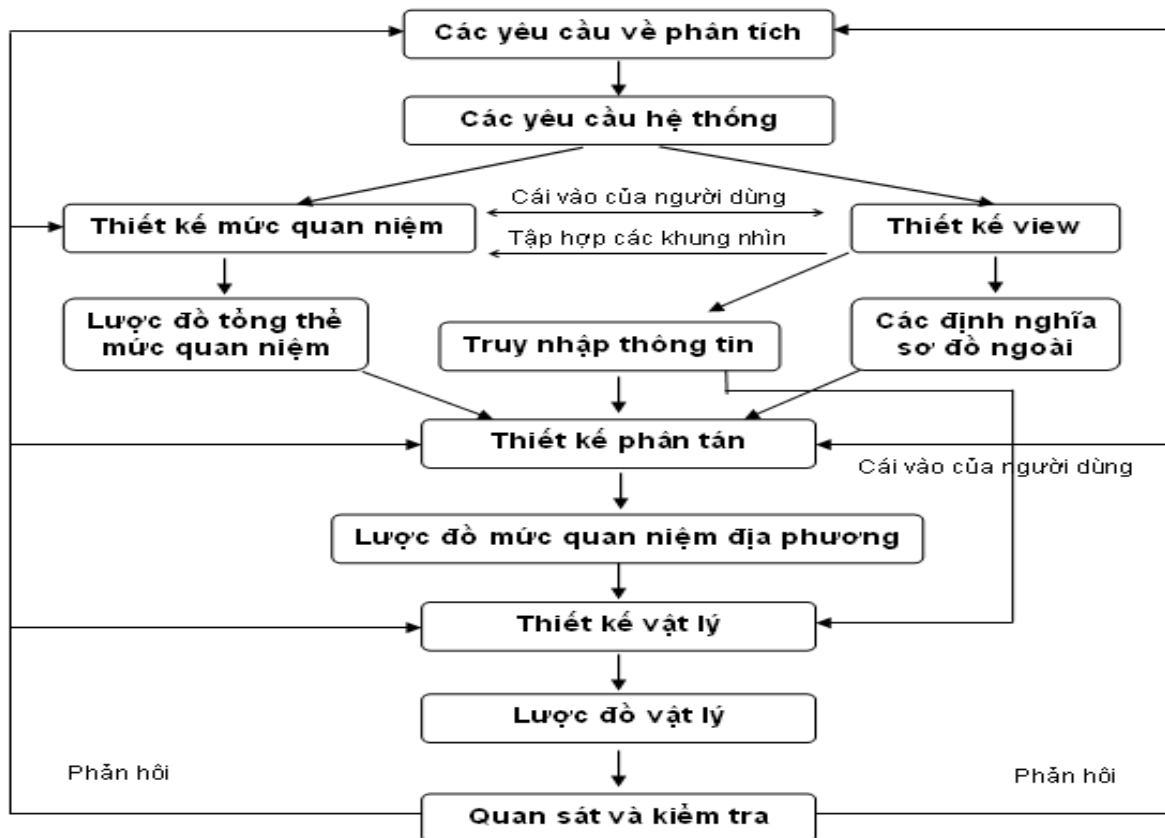 Các yêu cầu về phân tích
Các yêu cầu hệ thống
Cái vào của người dùng
Thiết kế mức quan niệm
Thiết kế view
Tập hợp các khung nhìn
Lược đồ tổng thể
mức quan niệm
Truy nhập thông tin
Các định nghĩa
sơ đồ ngoài
Thiết kế phân tán
Cái vào của người dùng
Lược đồ mức quan niệm địa phương
Thiết kế vật lý
Lược đồ vật lý
Phản hôi
Phản hôi
Quan sát và kiểm tra